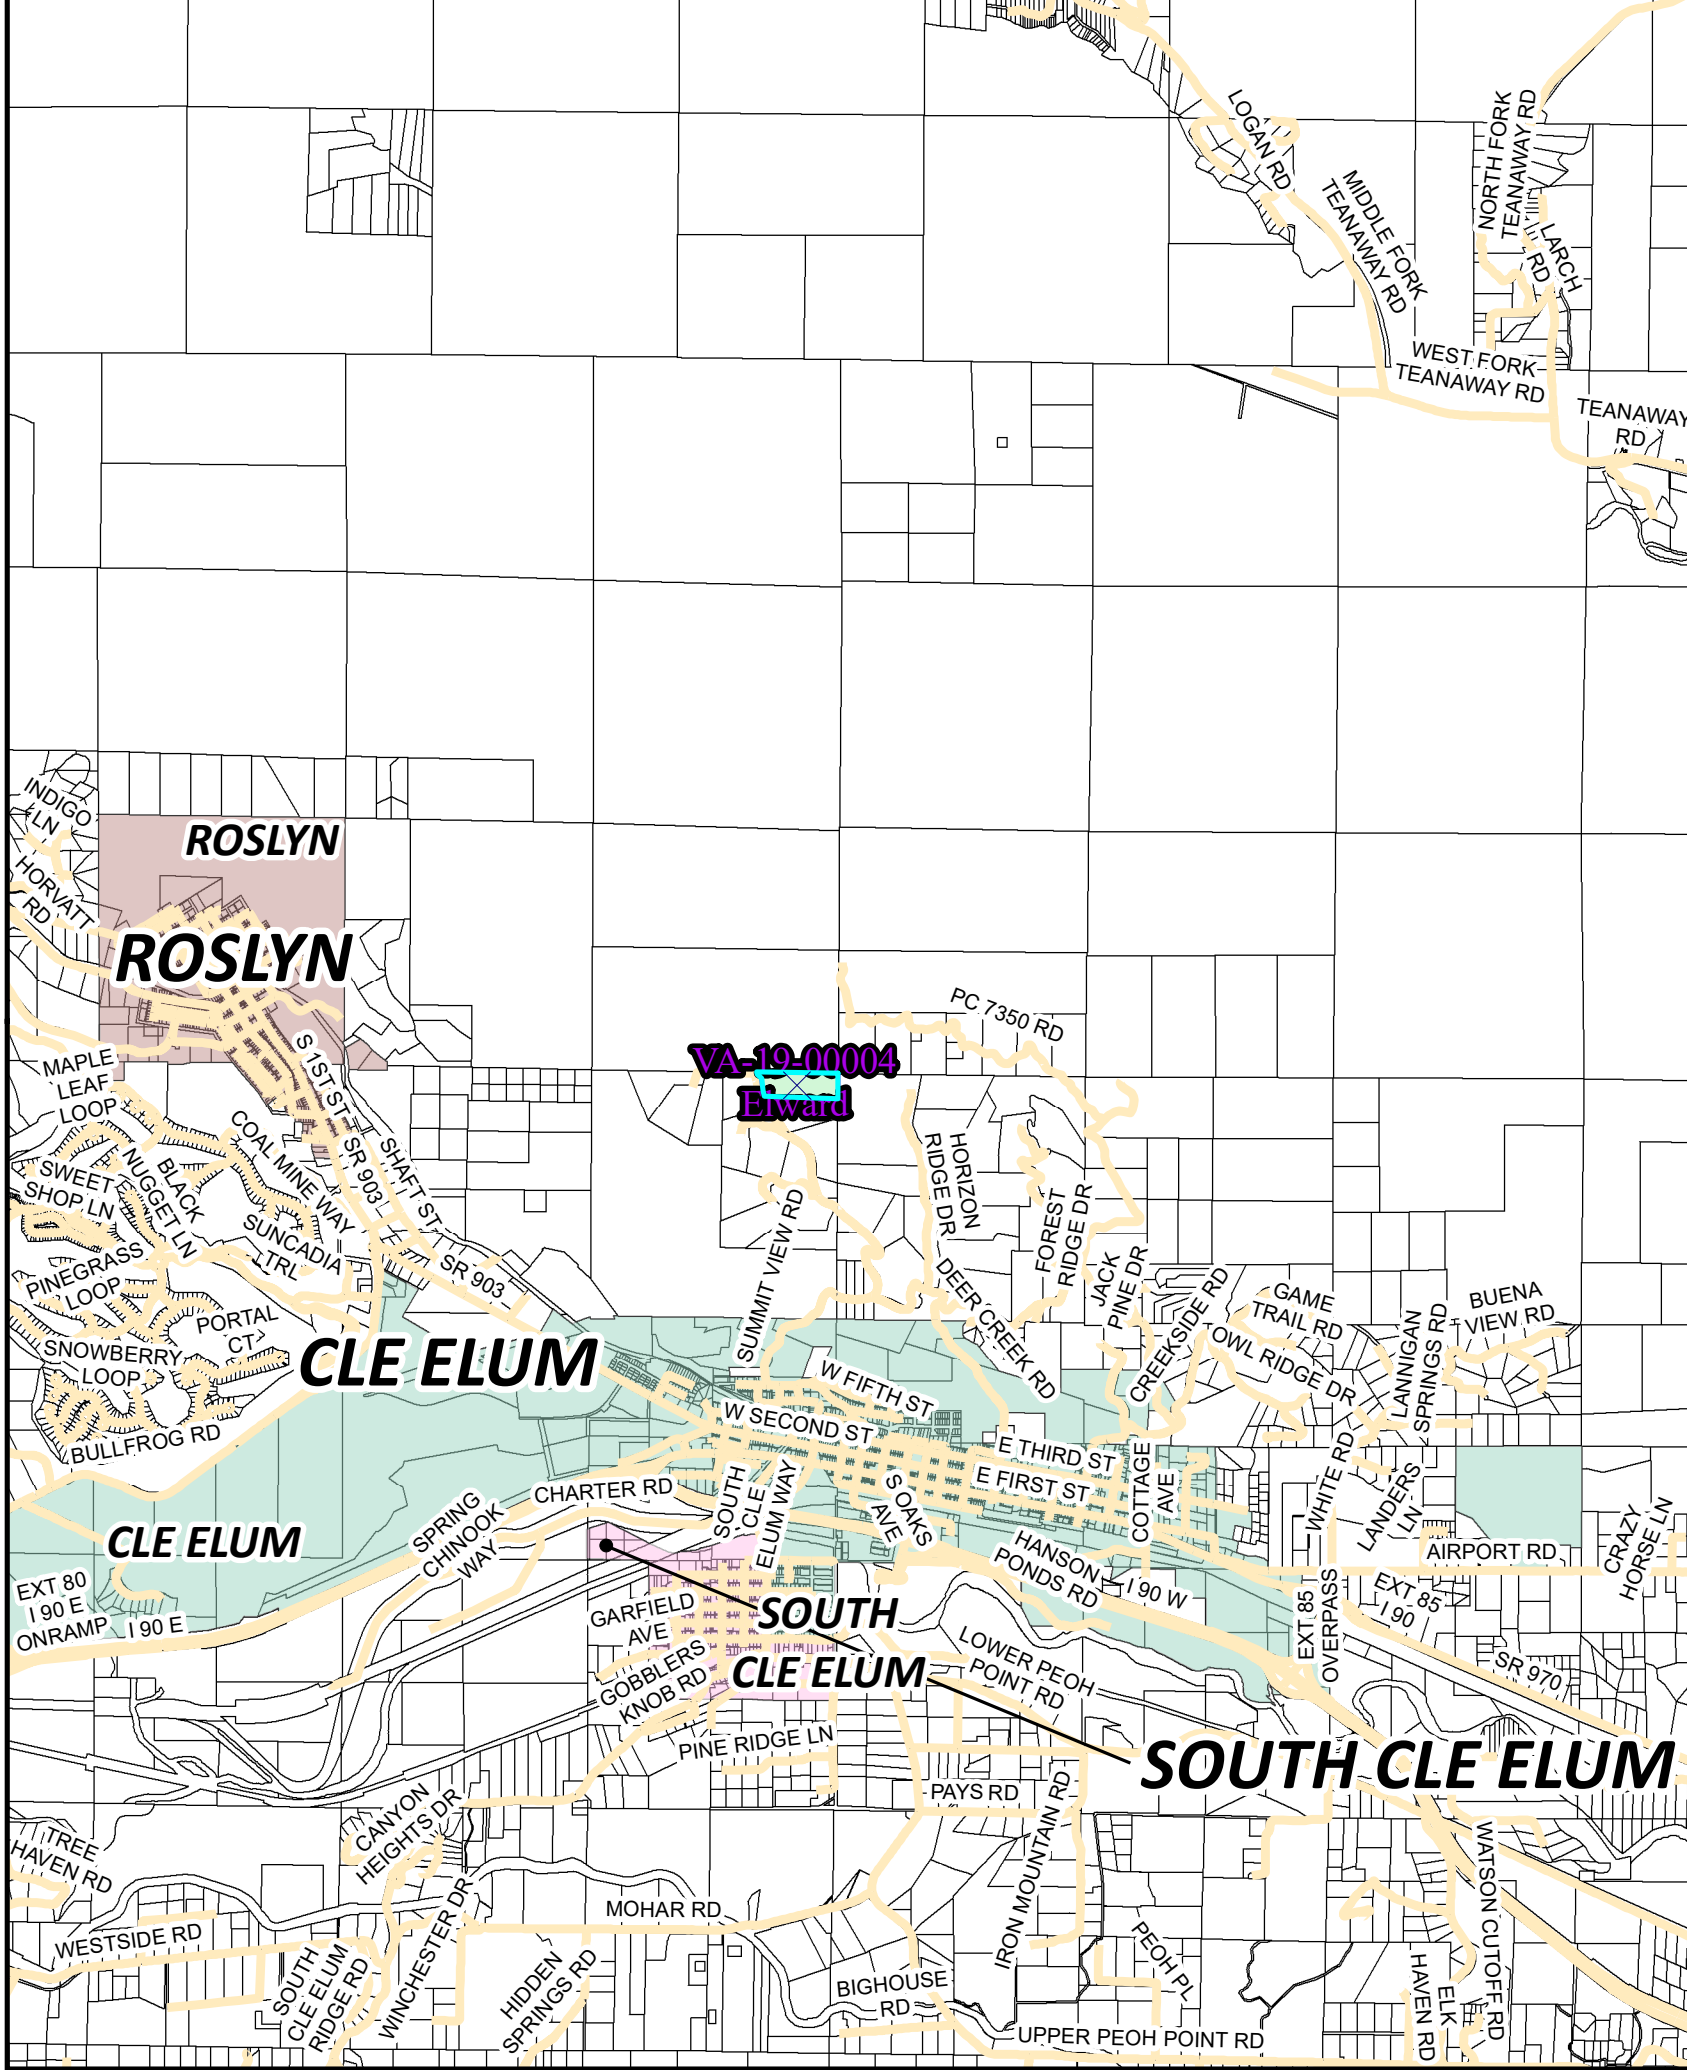 LOGAN RD
NORTH FORK
TEANAWAY RD
MIDDLE FORK
TEANAWAY RD
LARCH
RD
WEST FORK
TEANAWAY RD
TEANAWAY
RD
INDIGO
LN
ROSLYN
HORVATT
RD
ROSLYN
PC 7350 RD
VA-19-00004
Elward
MAPLE
LEAF
LOOP
S 1ST ST
COAL MINE WAY
SR 903
SHAFT ST
SWEET
SHOP LN
BLACK
NUGGET LN
SUNCADIA
TRL
SR 903
PINEGRASS
LOOP
PORTAL
CT
SNOWBERRY
LOOP
BULLFROG RD
HORIZON
RIDGE DR
FOREST
RIDGE DR
SUMMIT VIEW RD
JACK
PINE DR
DEER CREEK RD
CREEKSIDE RD
GAME
TRAIL RD
OWL RIDGE DR
LANNIGAN
SPRINGS RD
BUENA
VIEW RD
CLE ELUM
W FIFTH ST
W SECOND ST
E THIRD ST
E FIRST ST
COTTAGE
AVE
WHITE RD
LANDERS
LN
CRAZY
HORSE LN
AIRPORT RD
CHARTER RD
SPRING
CHINOOK
WAY
SOUTH
CLE
ELUM WAY
S OAKS
AVE
HANSON
PONDS RD
I 90 W
EXT 85
OVERPASS
EXT 85
I 90
CLE ELUM
EXT 80
I 90 E
ONRAMP
I 90 E
GARFIELD
AVE
SOUTH
CLE ELUM
GOBBLERS
KNOB RD
LOWER PEOH
POINT RD
SR 970
PINE RIDGE LN
SOUTH CLE ELUM
PAYS RD
IRON MOUNTAIN RD
CANYON
HEIGHTS DR
TREE
HAVEN RD
WATSON CUTOFF RD
MOHAR RD
WESTSIDE RD
SOUTH
CLE ELUM
RIDGE RD
WINCHESTER DR
HIDDEN
SPRINGS RD
BIGHOUSE
RD
PEOH PL
ELK
HAVEN RD
UPPER PEOH POINT RD